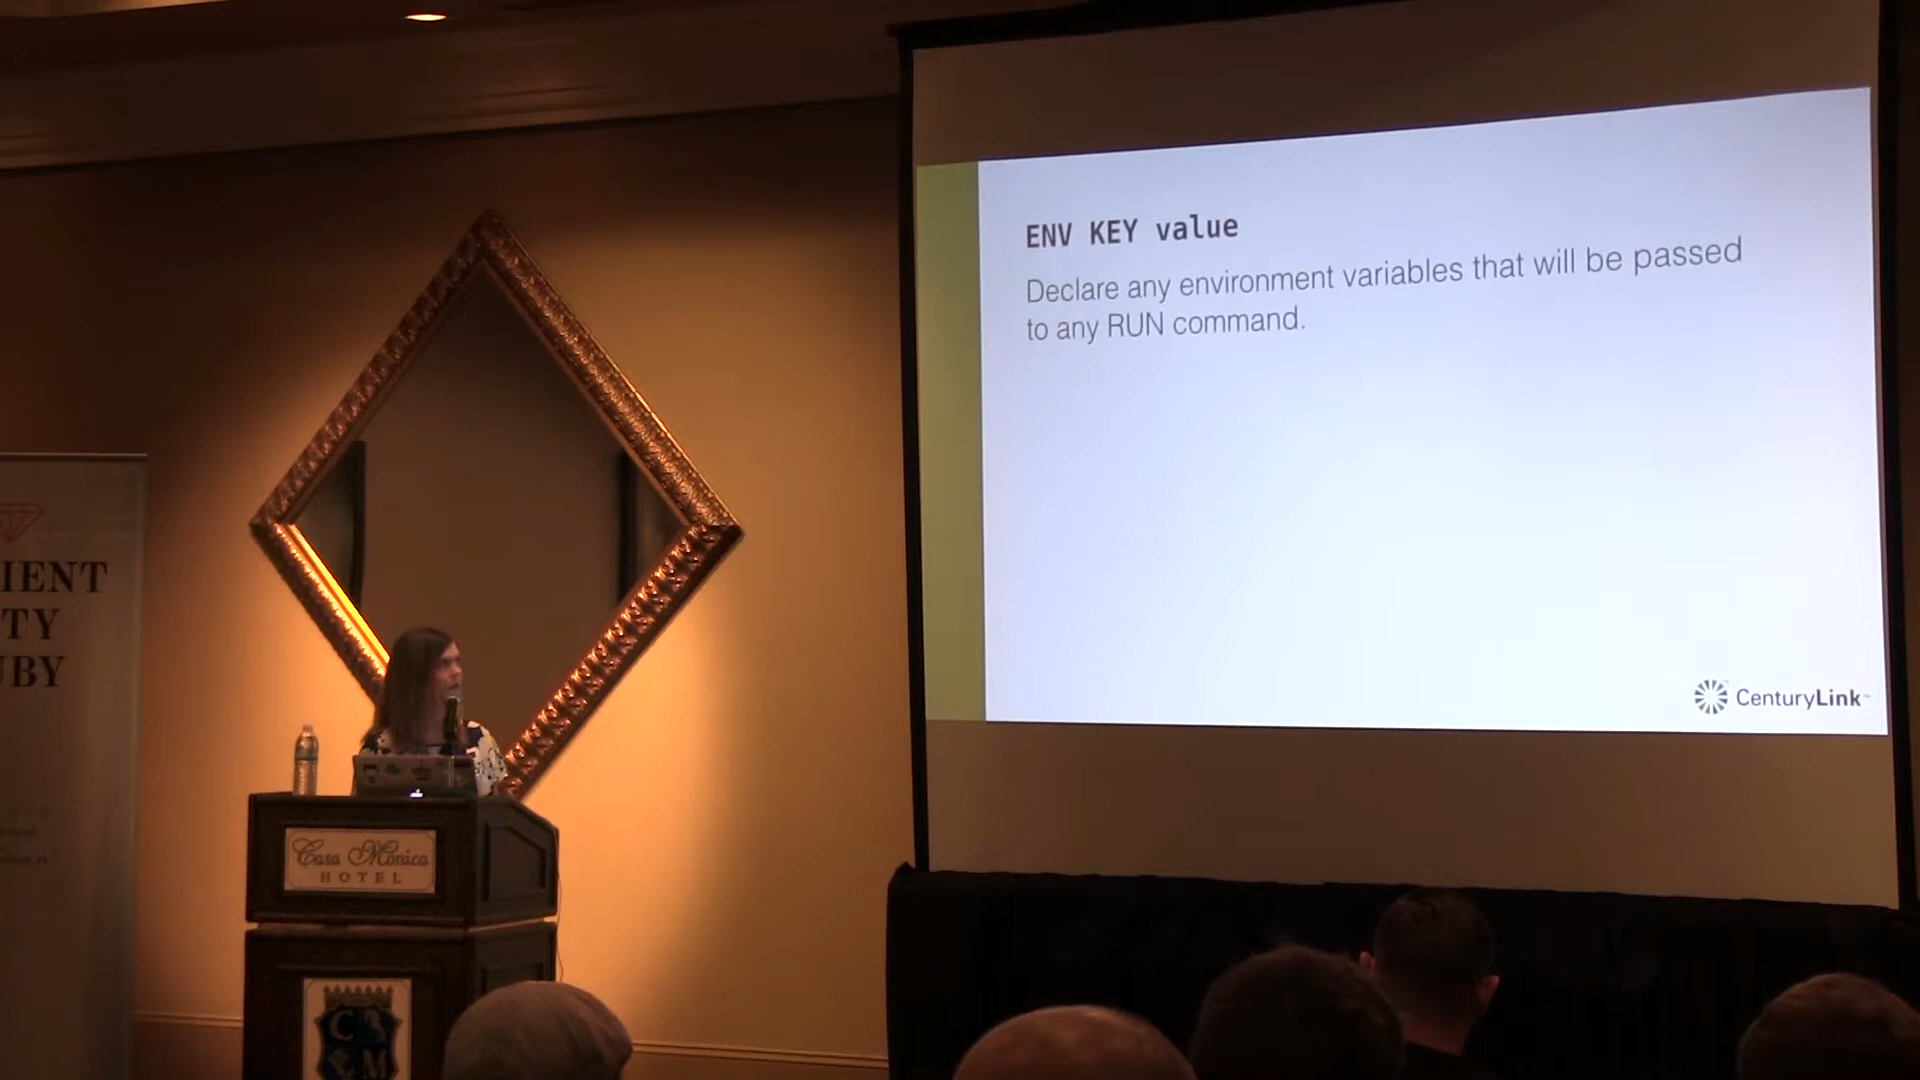 ENV KEY value
Declare any environment variables that will be passed
to any RUN command.
CenturyLink
IENT
TY
UBY
Casa Monica
HOTEL
C
M